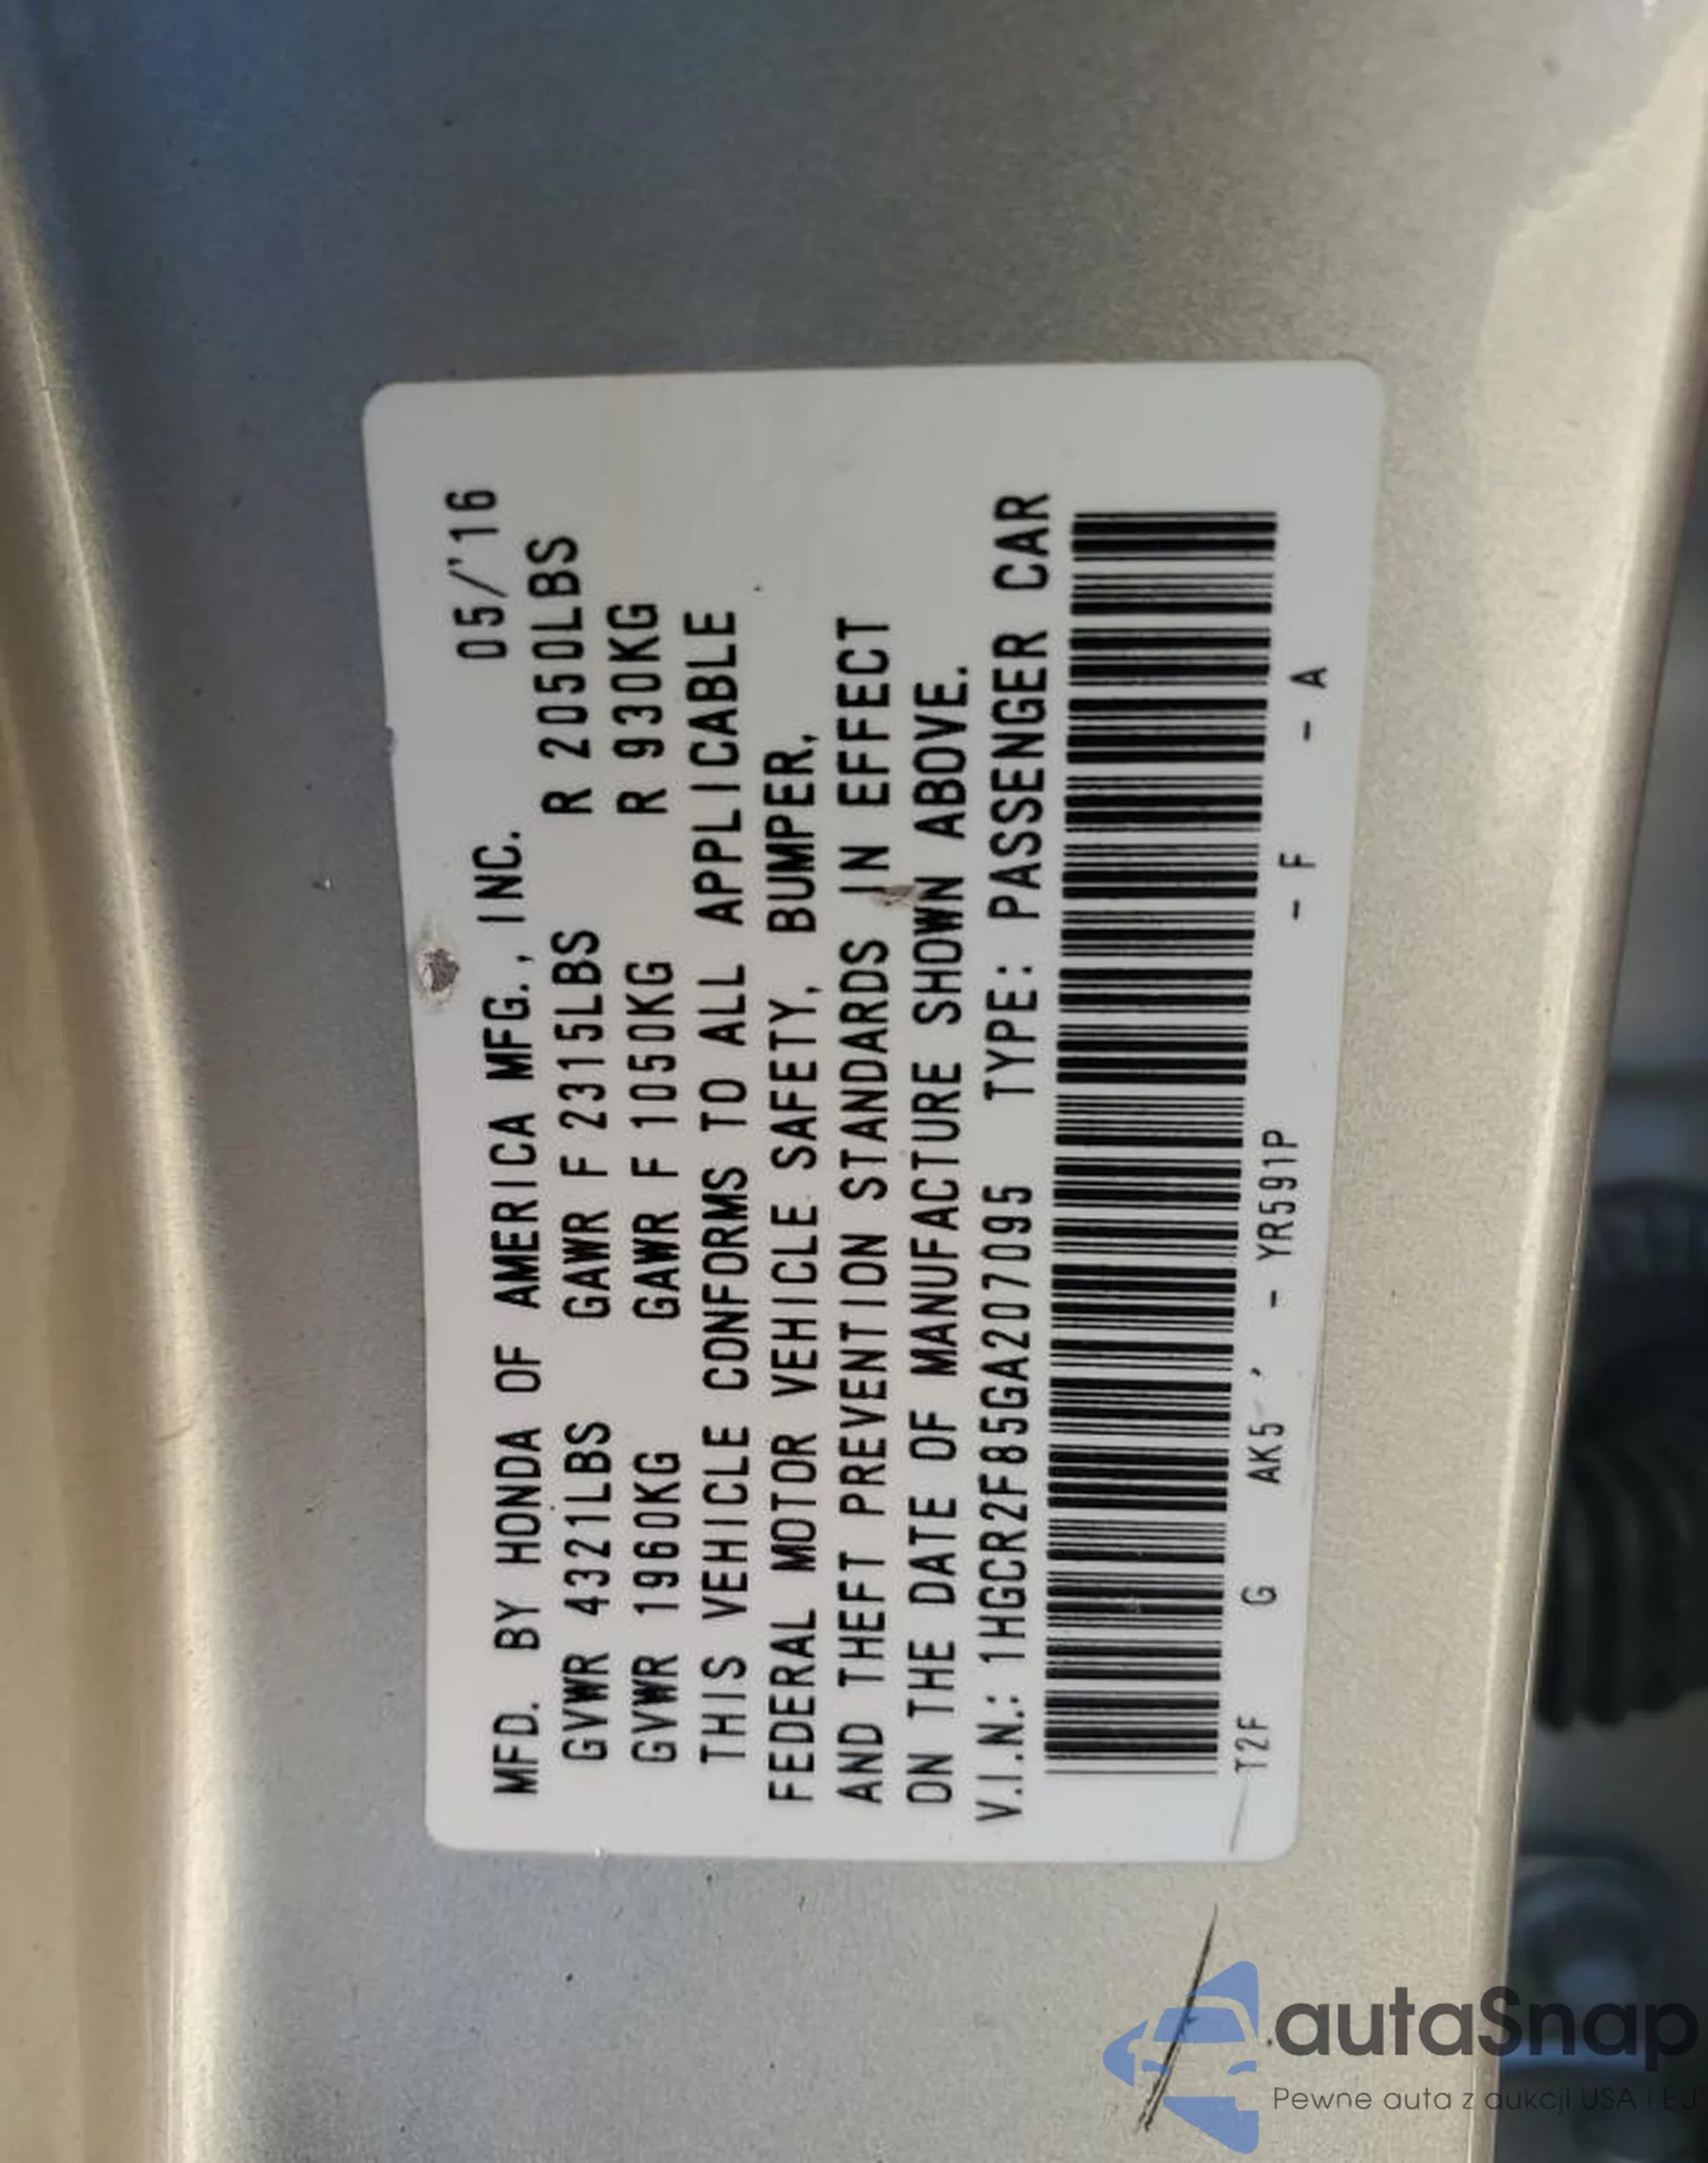 MFD. BY HONDA OF AMERICA MFG., INC. 05/'16
GVWR 4321LBS GAWR F 2315LBS R 2050LBS
GVWR 1960KG GAWR F 1050KG R 930KG
THIS VEHICLE CONFORMS TO ALL APPLICABLE
FEDERAL MOTOR VEHICLE SAFETY, BUMPER,
AND THEFT PREVENTION STANDARDS IN EFFECT
ON THE DATE OF MANUFACTURE SHOWN ABOVE.
V.I.N.: 1HGCR2F85GA207095 TYPE: PASSENGER CAR
T2F G AK5 , - YR591P - F - A
autaSnap
Pewne auta z aukcji USA i EJ